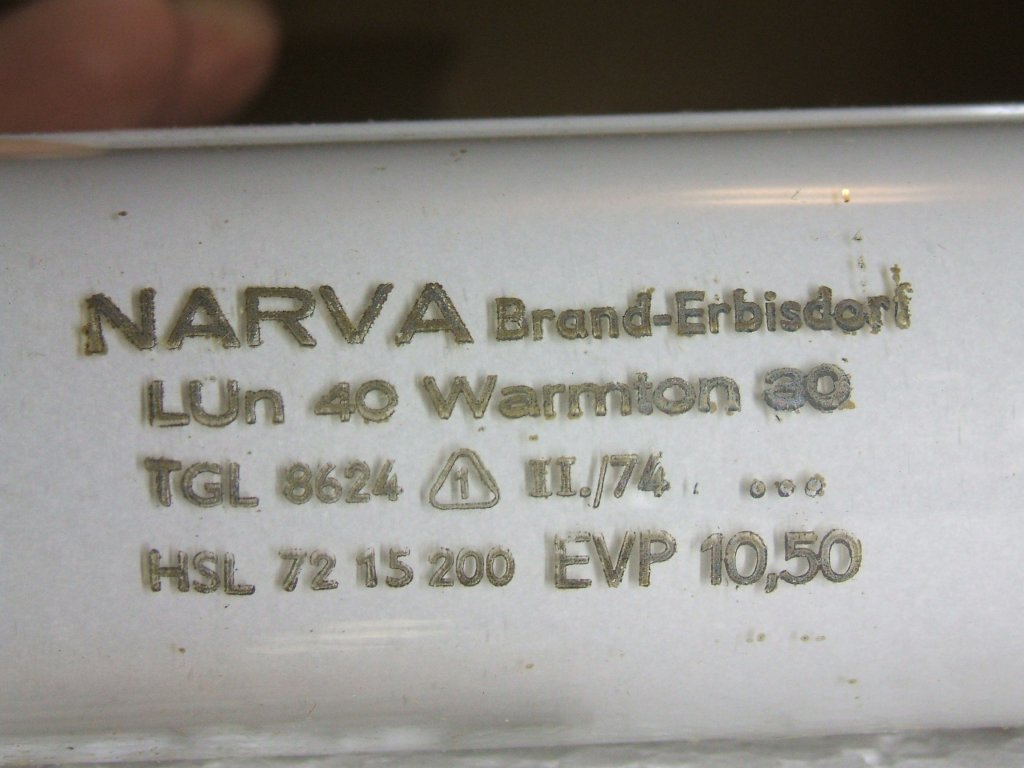 NARVA Brand-Erbisdorf
LUn 40 Warmton 30
TGL 8624 1 II./74 ...
HSL 72 15 200 EVP 10,50